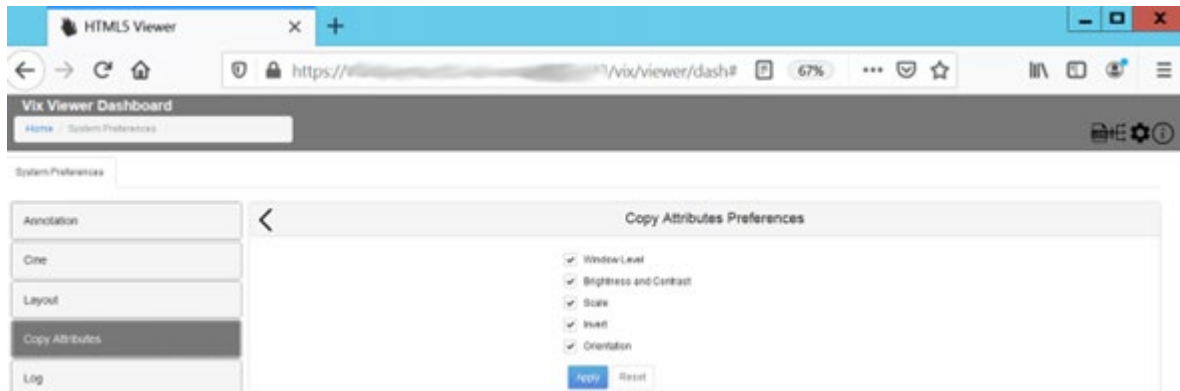 HTML5 Viewer
https:// /vix/viewer/dash# 67%
Vix Viewer Dashboard
Home / System Preferences
System Preferences
Annotation
Copy Attributes Preferences
Cine
Window Level
Brightness and Contrast
Layout
Scale
Invert
Copy Attributes
Orientation
Log
Apply Reset